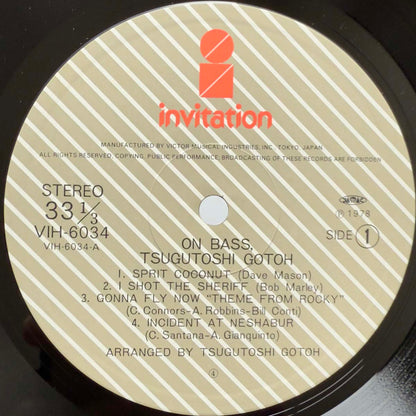 invitation
MANUFACTURED BY VICTOR MUSICAL INDUSTRIES, INC., TOKYO, JAPAN
ALL RIGHTS RESERVED, COPYING, PUBLIC PERFORMANCE, BROADCASTING OF THESE RECORDS ARE FORBIDDEN
STEREO
33 1/3
VIH-6034
VIH-6034-A
Ⓟ 1978
SIDE 1
ON BASS,
TSUGUTOSHI GOTOH
1. SPRIT COCONUT (Dave Mason)
2. I SHOT THE SHERIFF (Bob Marley)
3. GONNA FLY NOW "THEME FROM ROCKY"
(C. Connors-A. Robbins-Bill Conti)
4. INCIDENT AT NESHABUR
(C. Santana-A. Gianquinto)
ARRANGED BY TSUGUTOSHI GOTOH
4